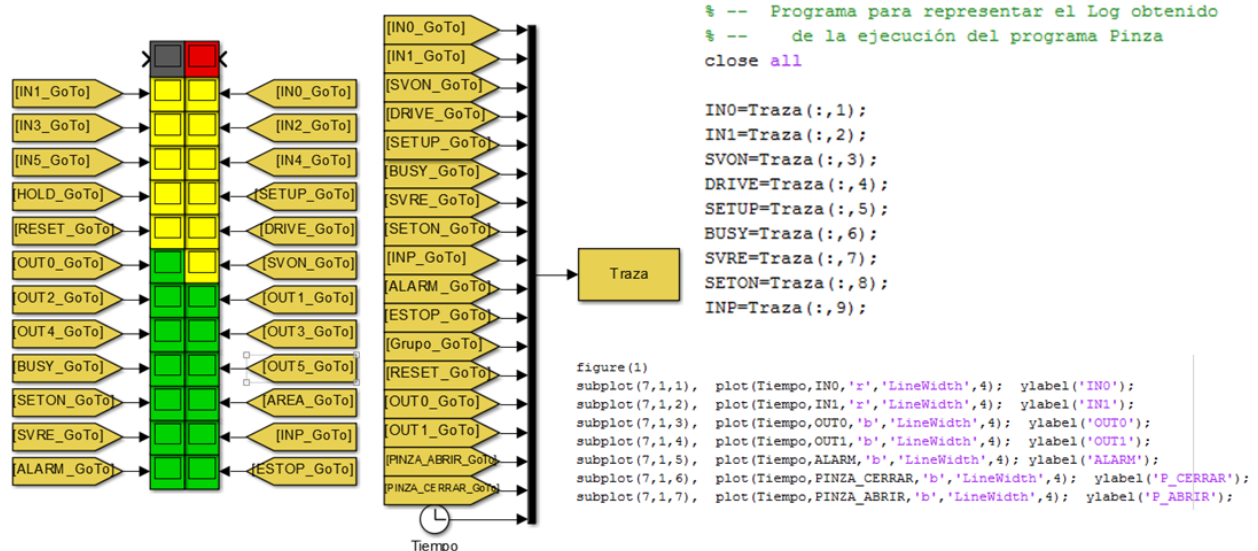 [IN1_GoTo]
[IN3_GoTo]
[IN5_GoTo]
[HOLD_GoTo]
[RESET_GoTo]
[OUT0_GoTo]
[OUT2_GoTo]
[OUT4_GoTo]
[BUSY_GoTo]
[SETON_GoTo]
[SVRE_GoTo]
[ALARM_GoTo]
[IN0_GoTo]
[IN2_GoTo]
[IN4_GoTo]
[SETUP_GoTo]
[DRIVE_GoTo]
[SVON_GoTo]
[OUT1_GoTo]
[OUT3_GoTo]
[OUT5_GoTo]
[AREA_GoTo]
[INP_GoTo]
[ESTOP_GoTo]
[IN0_GoTo]
[IN1_GoTo]
[SVON_GoTo]
[DRIVE_GoTo]
[SETUP_GoTo]
[BUSY_GoTo]
[SVRE_GoTo]
[SETON_GoTo]
[INP_GoTo]
[ALARM_GoTo]
[ESTOP_GoTo]
[Grupo_GoTo]
[RESET_GoTo]
[OUT0_GoTo]
[OUT1_GoTo]
[PINZA_ABRIR_GoTo]
[PINZA_CERRAR_GoTo]
Tiempo
Traza
% -- Programa para representar el Log obtenido
% -- de la ejecución del programa Pinza
close all
IN0=Traza(:,1);
IN1=Traza(:,2);
SVON=Traza(:,3);
DRIVE=Traza(:,4);
SETUP=Traza(:,5);
BUSY=Traza(:,6);
SVRE=Traza(:,7);
SETON=Traza(:,8);
INP=Traza(:,9);
figure(1)
subplot(7,1,1), plot(Tiempo,IN0,'r','LineWidth',4); ylabel('IN0');
subplot(7,1,2), plot(Tiempo,IN1,'r','LineWidth',4); ylabel('IN1');
subplot(7,1,3), plot(Tiempo,OUT0,'b','LineWidth',4); ylabel('OUT0');
subplot(7,1,4), plot(Tiempo,OUT1,'b','LineWidth',4); ylabel('OUT1');
subplot(7,1,5), plot(Tiempo,ALARM,'b','LineWidth',4); ylabel('ALARM');
subplot(7,1,6), plot(Tiempo,PINZA_CERRAR,'b','LineWidth',4); ylabel('P_CERRAR');
subplot(7,1,7), plot(Tiempo,PINZA_ABRIR,'b','LineWidth',4); ylabel('P_ABRIR');